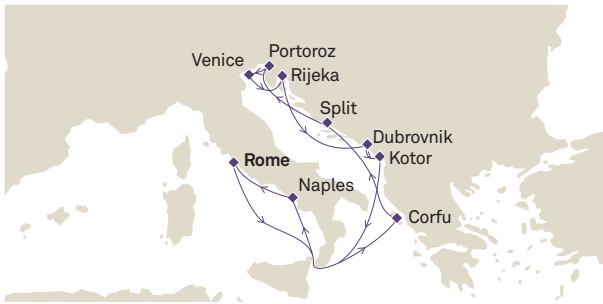 Portoroz
Venice
Rijeka
Split
Dubrovnik
Kotor
Rome
Naples
Corfu